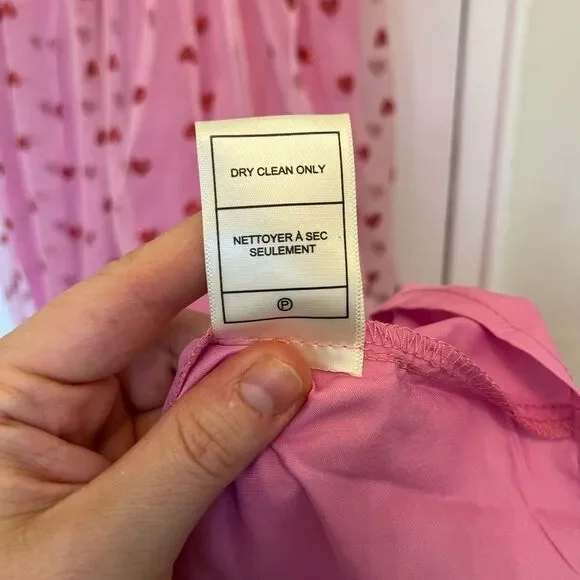 DRY CLEAN ONLY
NETTOYER À SEC
SEULEMENT
Ⓟ